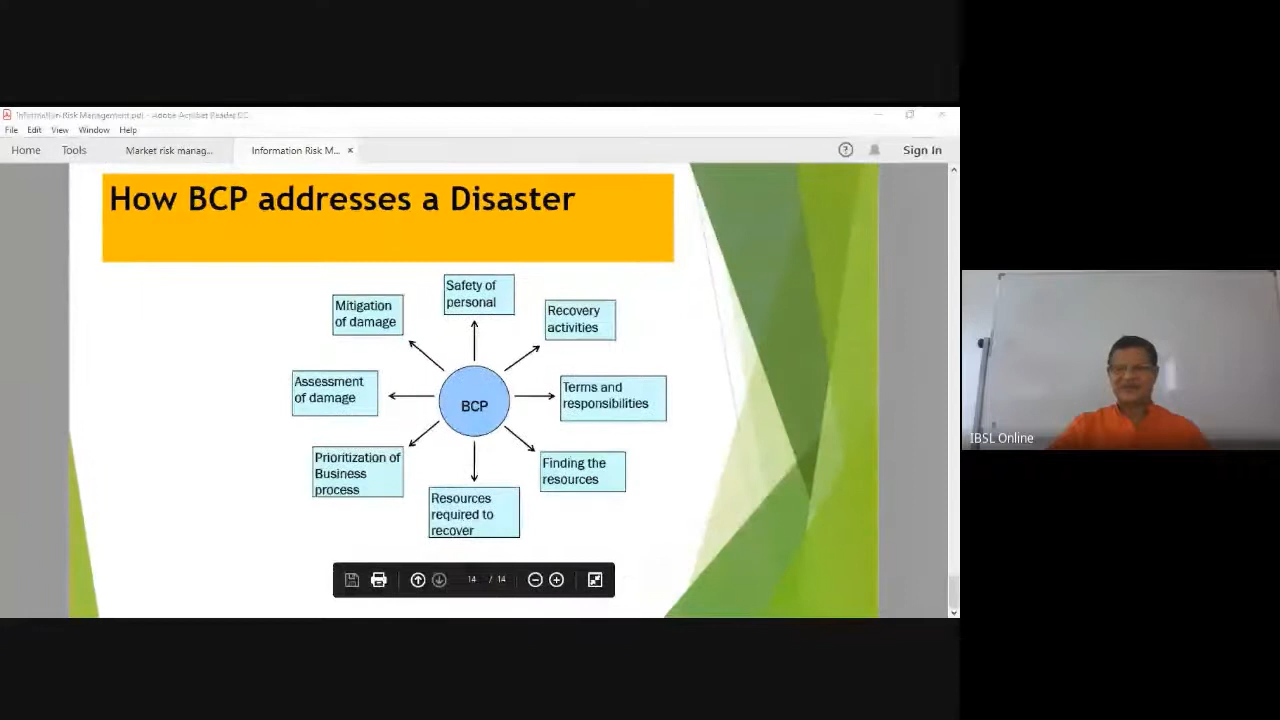 Information Risk Management.pdf - Adobe Acrobat Reader DC
File Edit View Window Help
Home Tools Market risk manag... Information Risk M... × Sign In
How BCP addresses a Disaster
Safety of
personal
Mitigation
of damage
Recovery
activities
Assessment
of damage
Terms and
responsibilities
BCP
Prioritization of
Business
process
Finding the
resources
Resources
required to
recover
14 / 14
IBSL Online